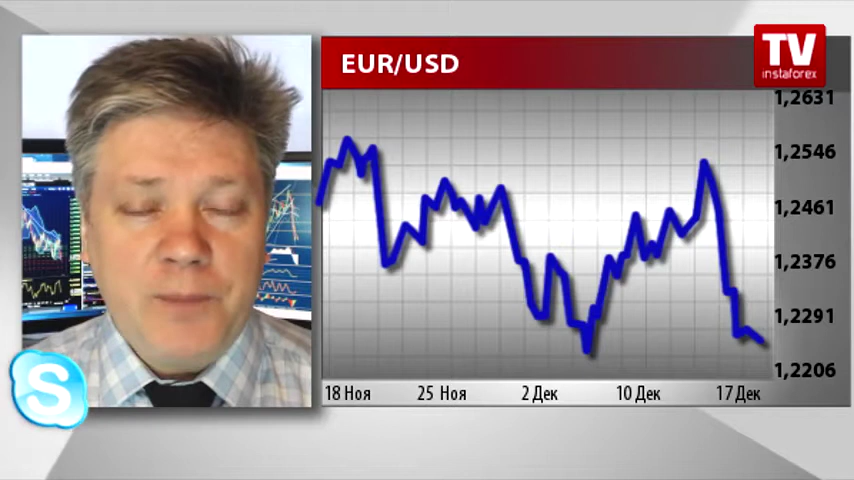 EUR/USD
TV
instaforex
1,2631
1,2546
1,2461
1,2376
1,2291
1,2206
18 Ноя 25 Ноя 2 Дек 10 Дек 17 Дек
S